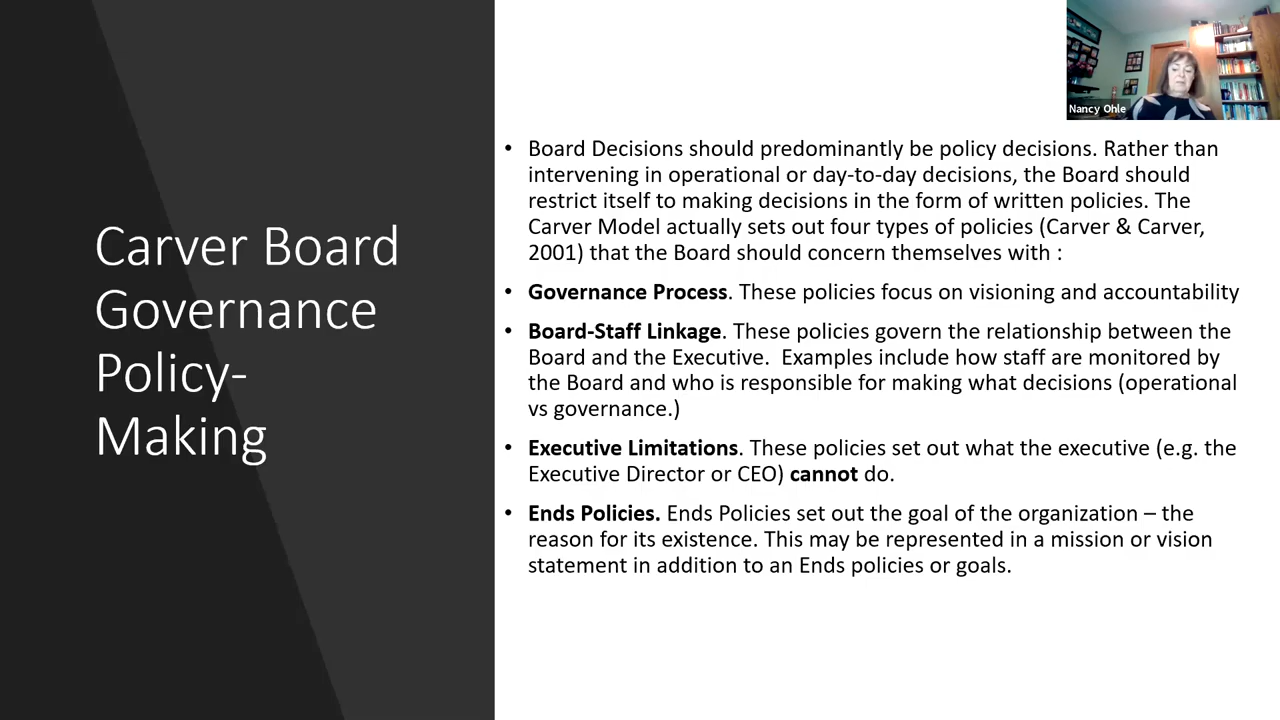 Carver Board
Governance
Policy-
Making
Nancy Ohle
• Board Decisions should predominantly be policy decisions. Rather than
intervening in operational or day-to-day decisions, the Board should
restrict itself to making decisions in the form of written policies. The
Carver Model actually sets out four types of policies (Carver & Carver,
2001) that the Board should concern themselves with :
• Governance Process. These policies focus on visioning and accountability
• Board-Staff Linkage. These policies govern the relationship between the
Board and the Executive.  Examples include how staff are monitored by
the Board and who is responsible for making what decisions (operational
vs governance.)
• Executive Limitations. These policies set out what the executive (e.g. the
Executive Director or CEO) cannot do.
• Ends Policies. Ends Policies set out the goal of the organization – the
reason for its existence. This may be represented in a mission or vision
statement in addition to an Ends policies or goals.